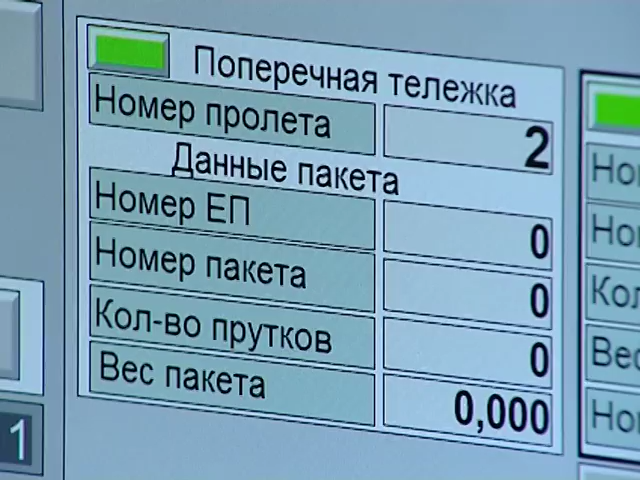 Поперечная тележка
Номер пролета 2
Данные пакета
Номер ЕП 0
Номер пакета 0
Кол-во прутков 0
Вес пакета 0,000
1